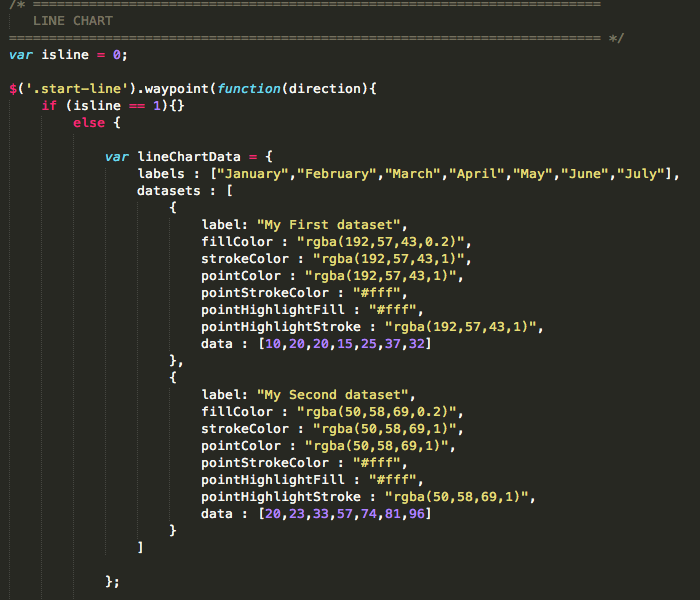 /* =======================================================================
LINE CHART
========================================================================== */
var isline = 0;
$('.start-line').waypoint(function(direction){
if (isline == 1){}
else {
var lineChartData = {
labels : ["January","February","March","April","May","June","July"],
datasets : [
{
label: "My First dataset",
fillColor : "rgba(192,57,43,0.2)",
strokeColor : "rgba(192,57,43,1)",
pointColor : "rgba(192,57,43,1)",
pointStrokeColor : "#fff",
pointHighlightFill : "#fff",
pointHighlightStroke : "rgba(192,57,43,1)",
data : [10,20,20,15,25,37,32]
},
{
label: "My Second dataset",
fillColor : "rgba(50,58,69,0.2)",
strokeColor : "rgba(50,58,69,1)",
pointColor : "rgba(50,58,69,1)",
pointStrokeColor : "#fff",
pointHighlightFill : "#fff",
pointHighlightStroke : "rgba(50,58,69,1)",
data : [20,23,33,57,74,81,96]
}
]
};